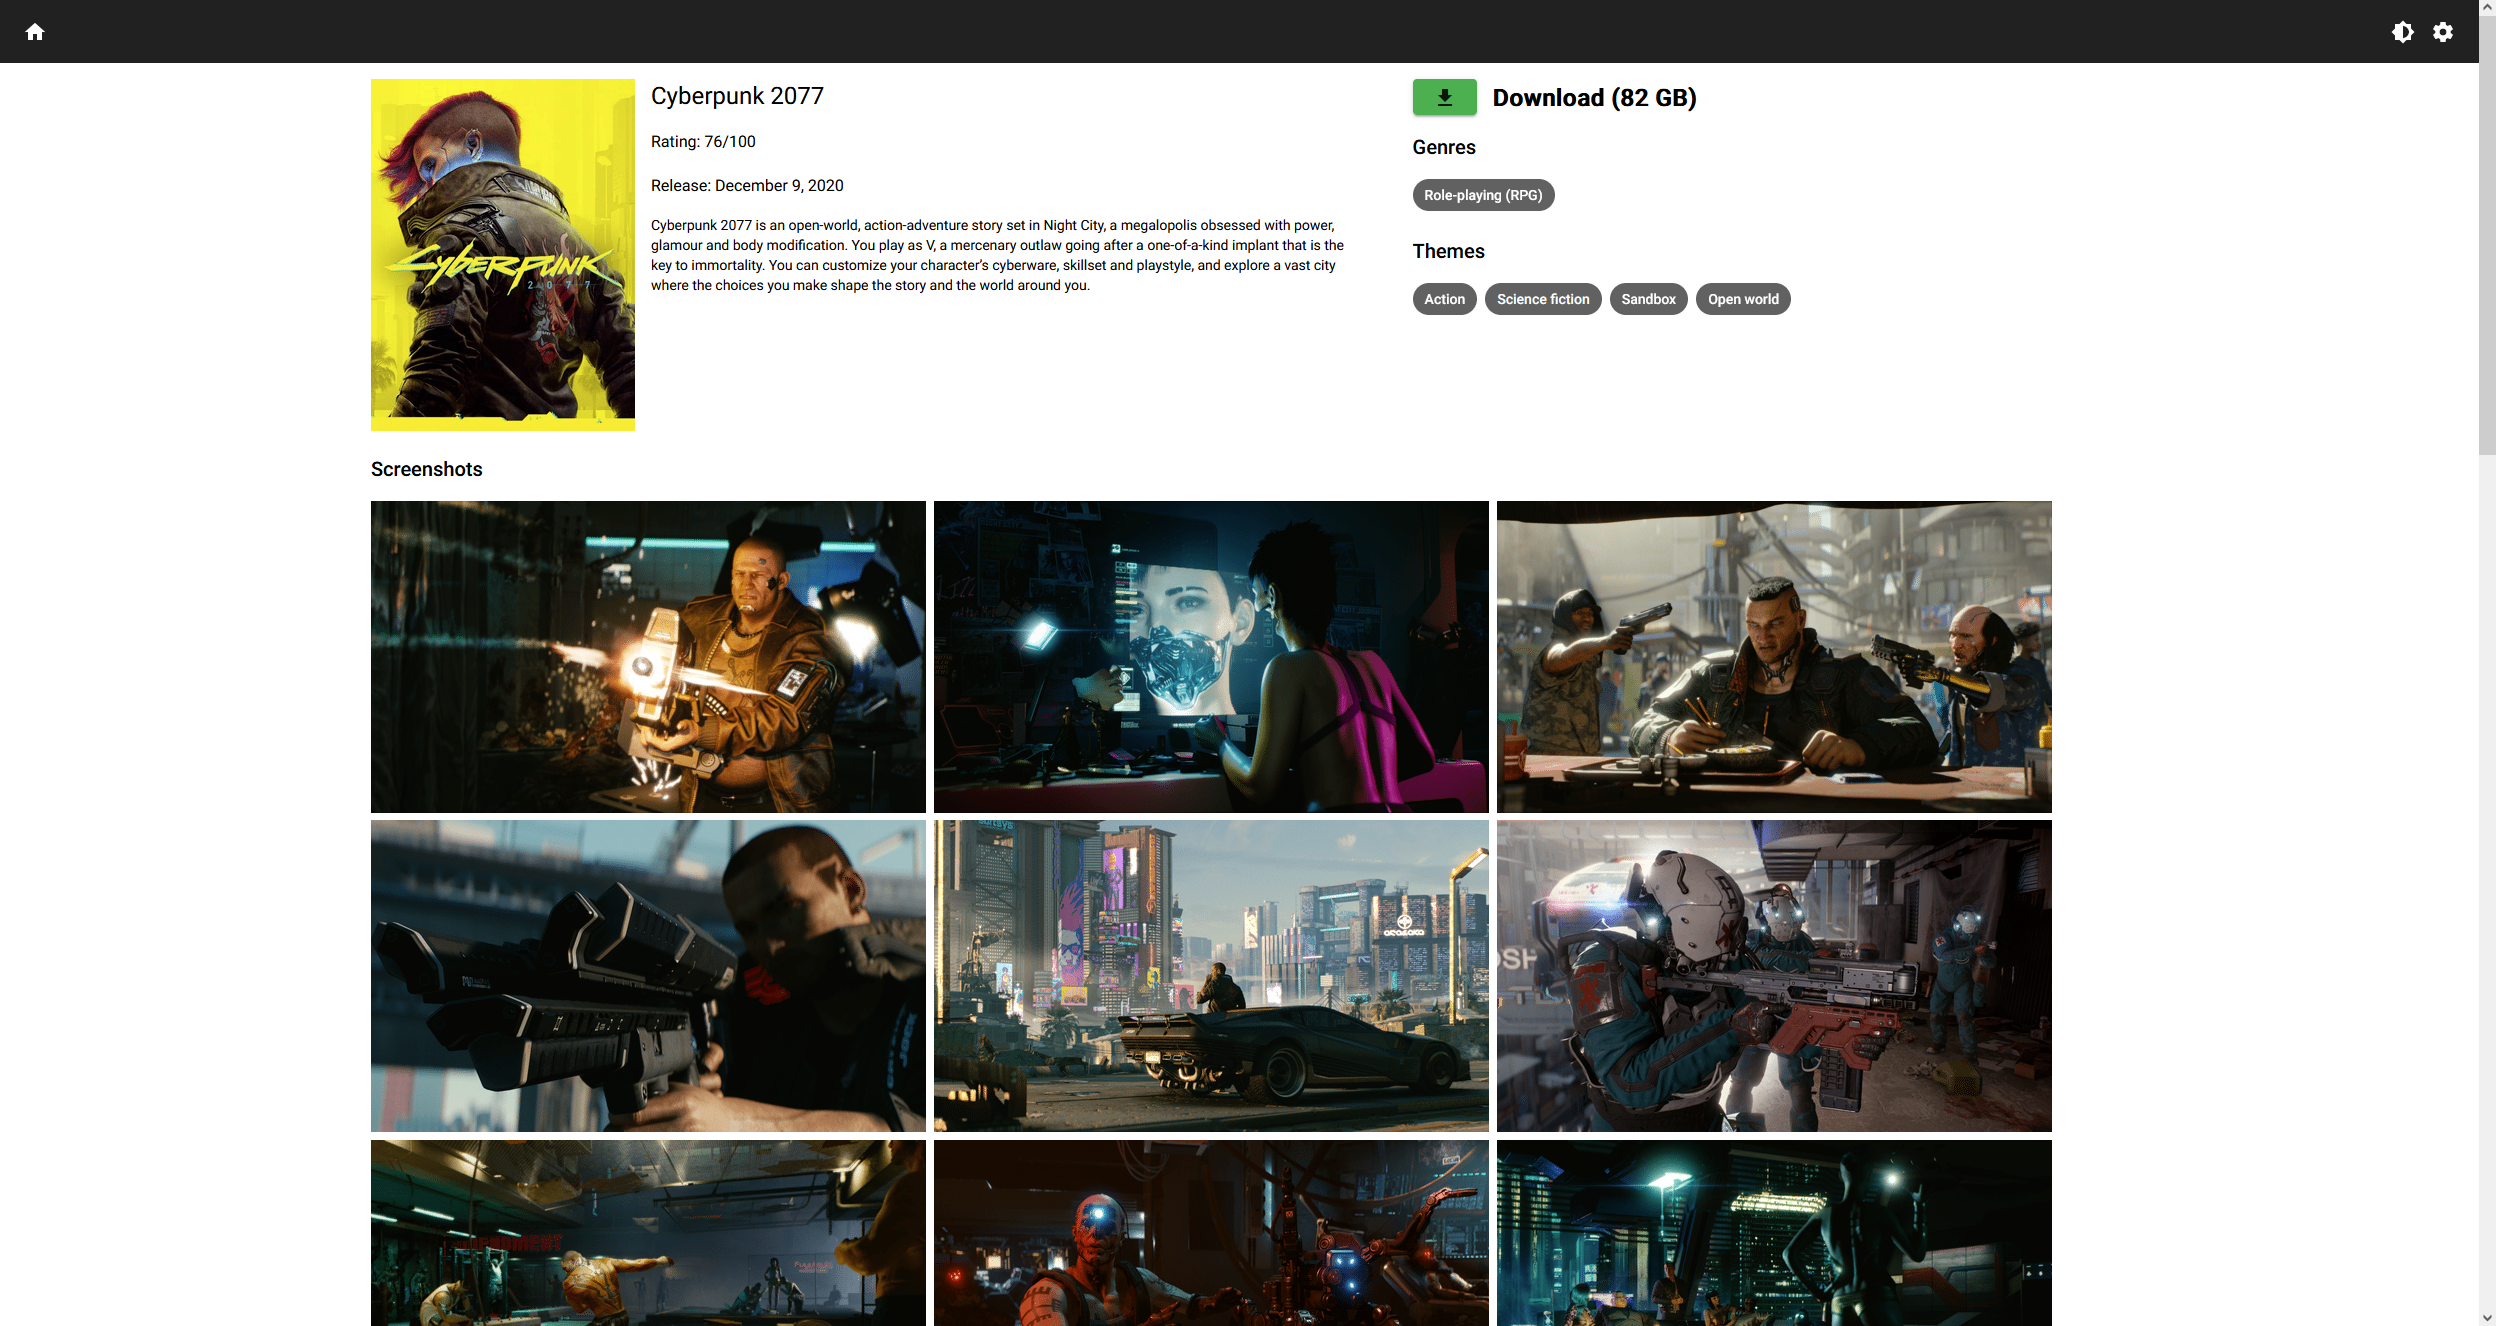 Cyberpunk 2077
Rating: 76/100
Release: December 9, 2020
Cyberpunk 2077 is an open-world, action-adventure story set in Night City, a megalopolis obsessed with power,
glamour and body modification. You play as V, a mercenary outlaw going after a one-of-a-kind implant that is the
key to immortality. You can customize your character’s cyberware, skillset and playstyle, and explore a vast city
where the choices you make shape the story and the world around you.
CYBERPUNK
2077
Download (82 GB)
Genres
Role-playing (RPG)
Themes
Action
Science fiction
Sandbox
Open world
Screenshots
ARASAKA